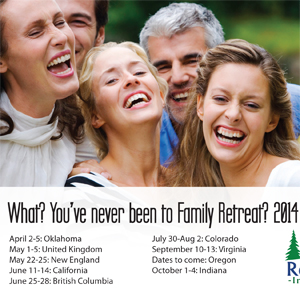 What? You've never been to Family Retreat? 2014
April 2-5: Oklahoma
May 1-5: United Kingdom
May 22-25: New England
June 11-14: California
June 25-28: British Columbia
July 30-Aug 2: Colorado
September 10-13: Virginia
Dates to come: Oregon
October 1-4: Indiana